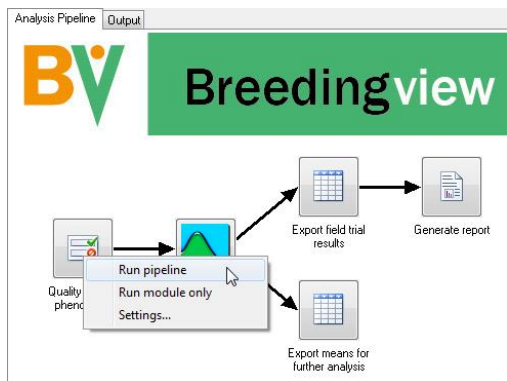 Analysis Pipeline Output
BV
Breedingview
Export field trial
results
Generate report
Quality
Run pipeline
Run module only
Settings...
Export means for
further analysis